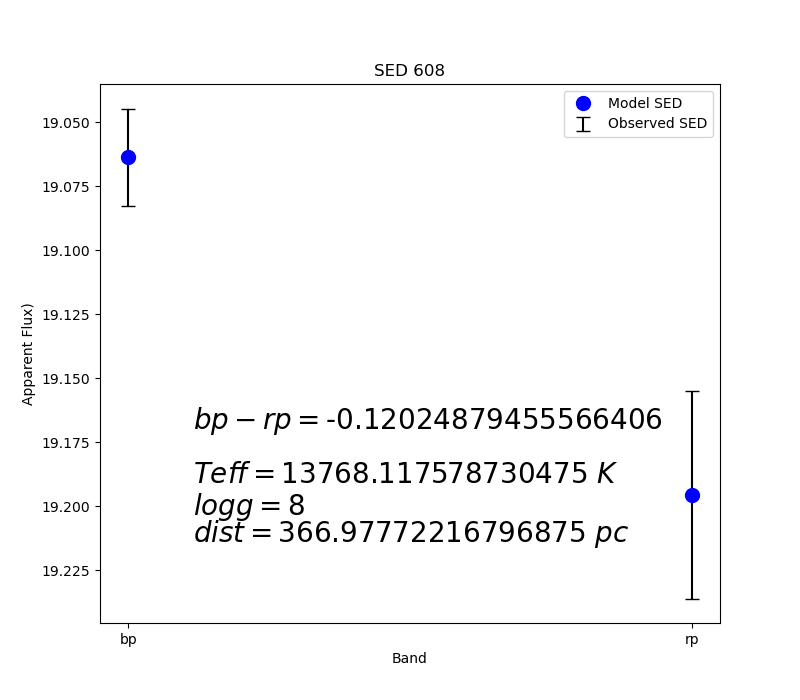 SED 608
Model SED
Observed SED
19.050
19.075
19.100
19.125
19.150
19.175
19.200
19.225
Apparent Flux)
bp − rp = -0.12024879455566406
Teff = 13768.117578730475 K
logg = 8
dist = 366.97772216796875 pc
bp
rp
Band